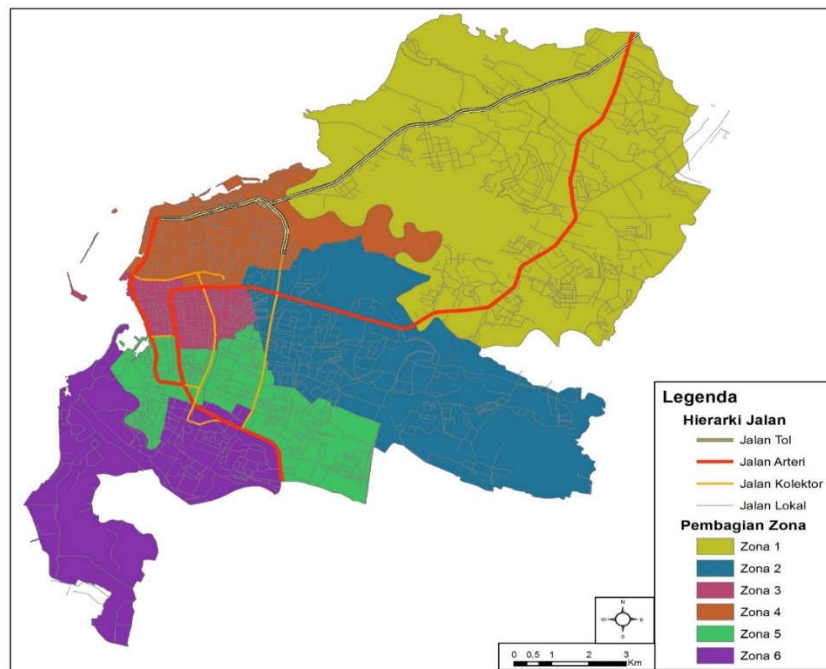 Legenda
Hierarki Jalan
Jalan Tol
Jalan Arteri
Jalan Kolektor
Jalan Lokal
Pembagian Zona
Zona 1
Zona 2
Zona 3
Zona 4
Zona 5
Zona 6
N
W E
S
0 0,5 1 2 3
Km